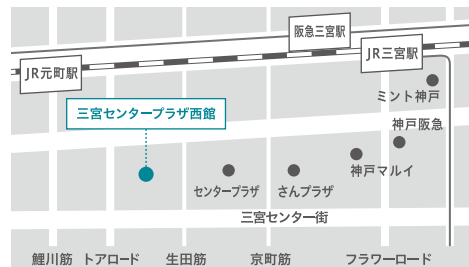 阪急三宮駅
JR三宮駅
JR元町駅
ミント神戸
三宮センタープラザ西館
神戸阪急
神戸マルイ
センタープラザ
さんプラザ
三宮センター街
鯉川筋
トアロード
生田筋
京町筋
フラワーロード